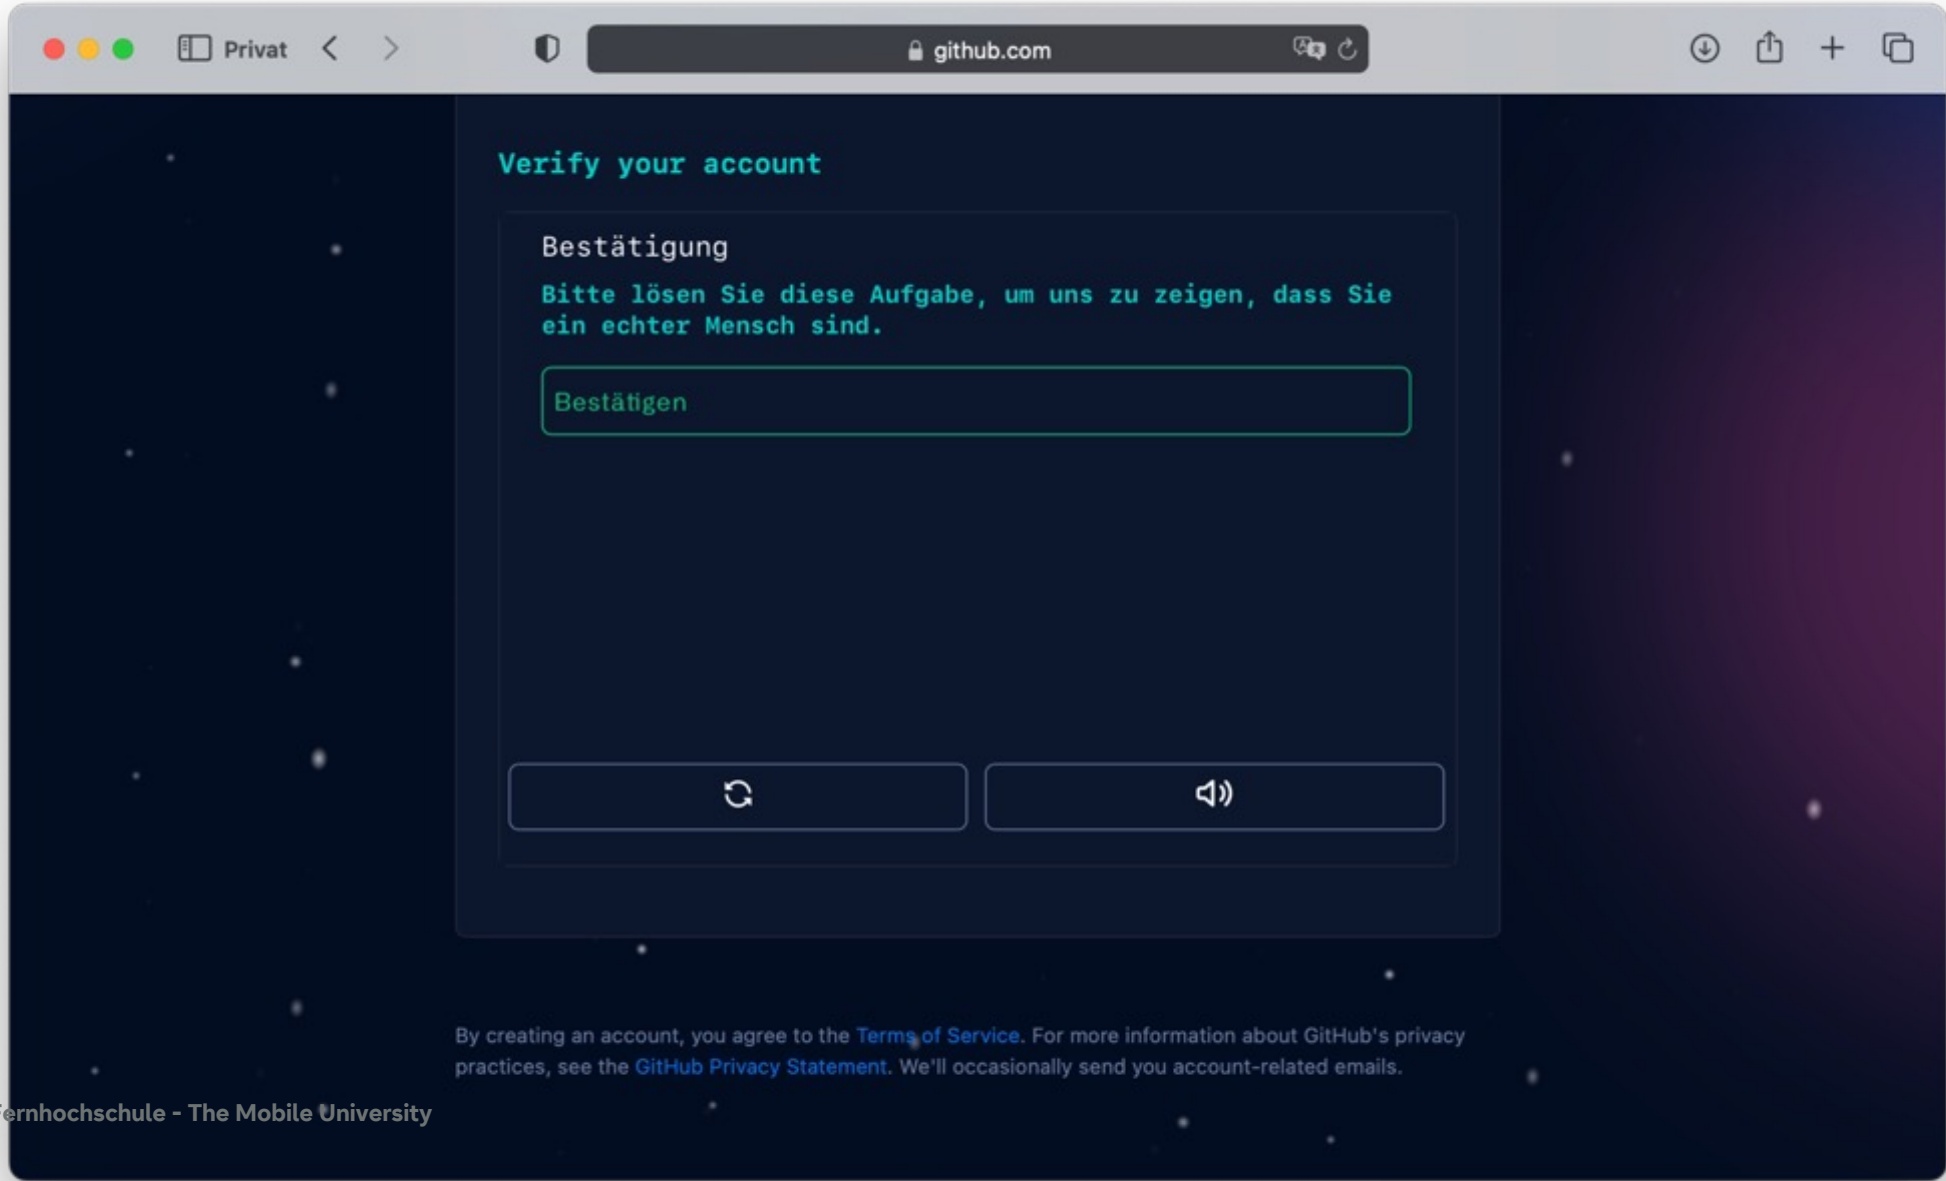 Privat
github.com
Verify your account
Bestätigung
Bitte lösen Sie diese Aufgabe, um uns zu zeigen, dass Sie
ein echter Mensch sind.
Bestätigen
By creating an account, you agree to the Terms of Service. For more information about GitHub's privacy
practices, see the GitHub Privacy Statement. We'll occasionally send you account-related emails.
ernhochschule - The Mobile University